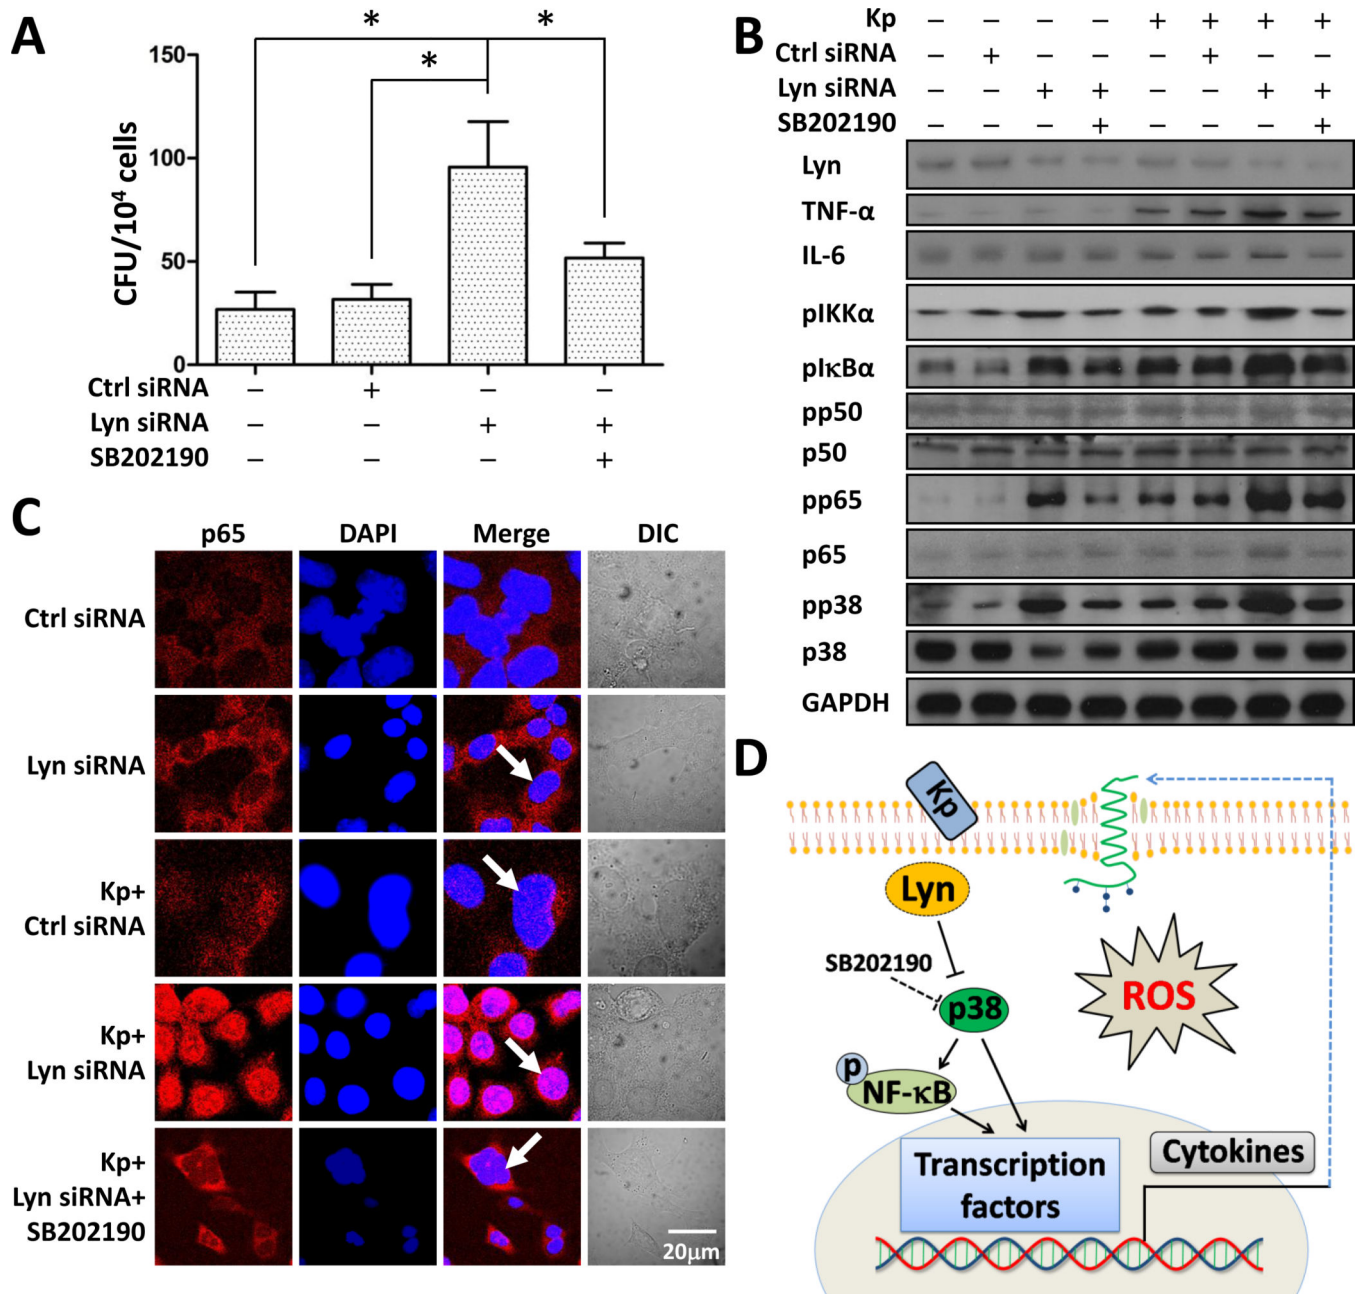 A
* *
*
150
100
50
0
CFU/10⁴ cells
Ctrl siRNA – + – –
Lyn siRNA – – + +
SB202190 – – – +
B
Kp – – – – + + + +
Ctrl siRNA – + – – – + – –
Lyn siRNA – – + + – – + +
SB202190 – – – + – – – +
Lyn
TNF-α
IL-6
pIKKα
pIκBα
pp50
p50
pp65
p65
pp38
p38
GAPDH
C
p65 DAPI Merge DIC
Ctrl siRNA
Lyn siRNA
Kp+
Ctrl siRNA
Kp+
Lyn siRNA
Kp+
Lyn siRNA+
SB202190
20μm
D
Kp
Lyn
SB202190
p38
ROS
p
NF-κB
Transcription
factors
Cytokines